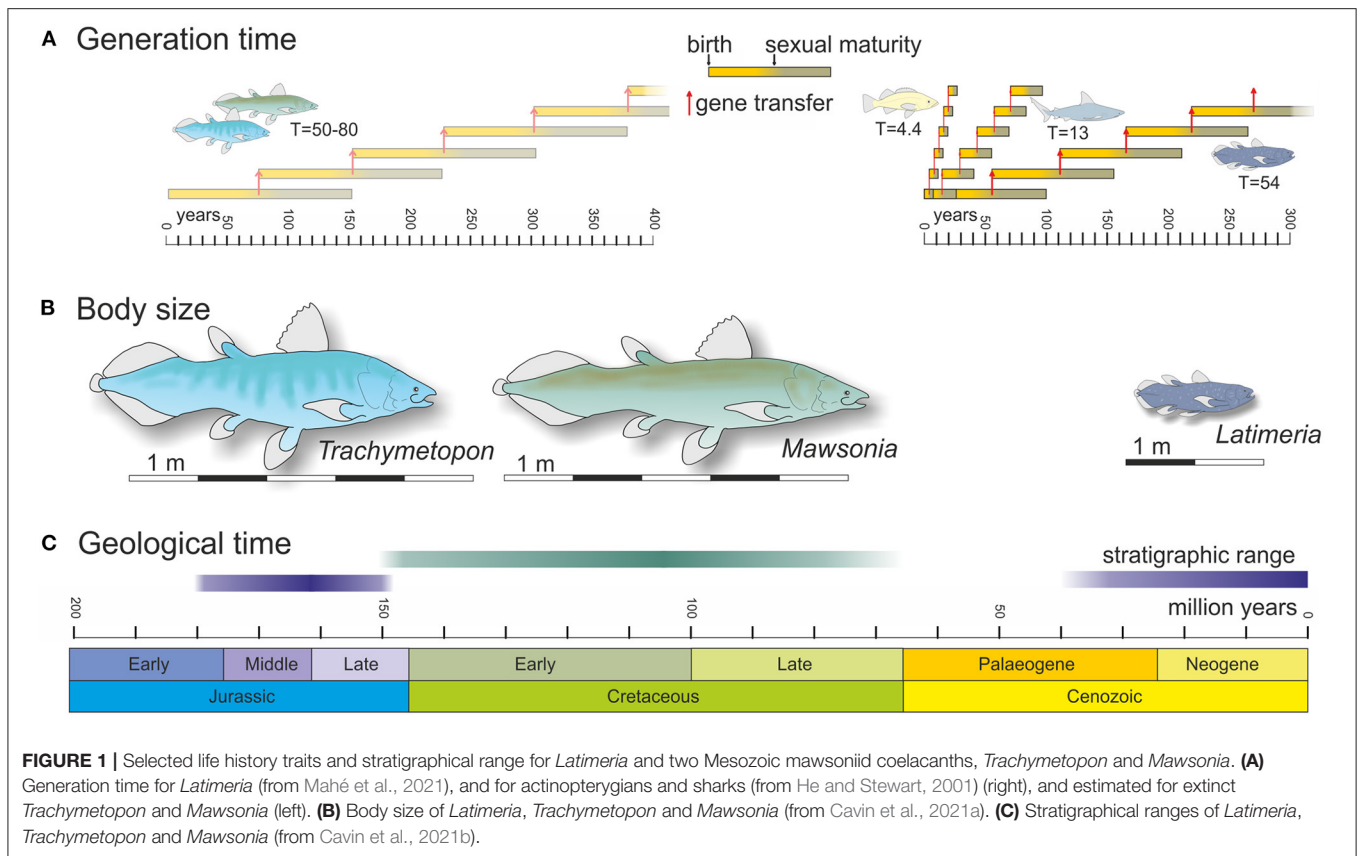 A Generation time
birth sexual maturity
gene transfer
T=50-80
T=4.4
T=13
T=54
years
0 50 100 150 200 250 300 350 400
years
0 50 100 150 200 250 300
B Body size
Trachymetopon
1 m
Mawsonia
1 m
Latimeria
1 m
C Geological time
stratigraphic range
million years
200 150 100 50 0
Early Middle Late Early Late Palaeogene Neogene
Jurassic Cretaceous Cenozoic
FIGURE 1 | Selected life history traits and stratigraphical range for Latimeria and two Mesozoic mawsoniid coelacanths, Trachymetopon and Mawsonia. (A)
Generation time for Latimeria (from Mahé et al., 2021), and for actinopterygians and sharks (from He and Stewart, 2001) (right), and estimated for extinct
Trachymetopon and Mawsonia (left). (B) Body size of Latimeria, Trachymetopon and Mawsonia (from Cavin et al., 2021a). (C) Stratigraphical ranges of Latimeria,
Trachymetopon and Mawsonia (from Cavin et al., 2021b).